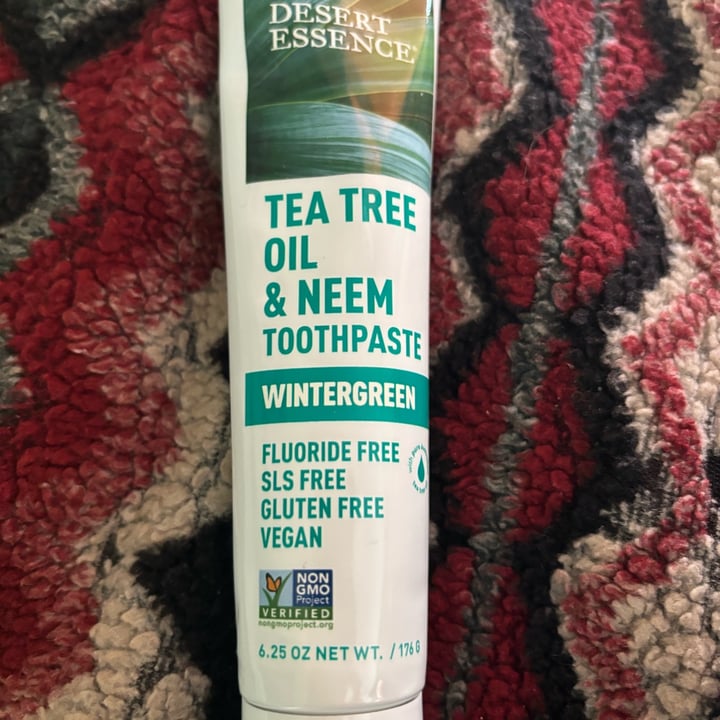 DESERT
ESSENCE
TEA TREE
OIL
& NEEM
TOOTHPASTE
WINTERGREEN
FLUORIDE FREE
SLS FREE
GLUTEN FREE
VEGAN
NON
GMO
Project
VERIFIED
nongmoproject.org
6.25 OZ NET WT. / 176 G